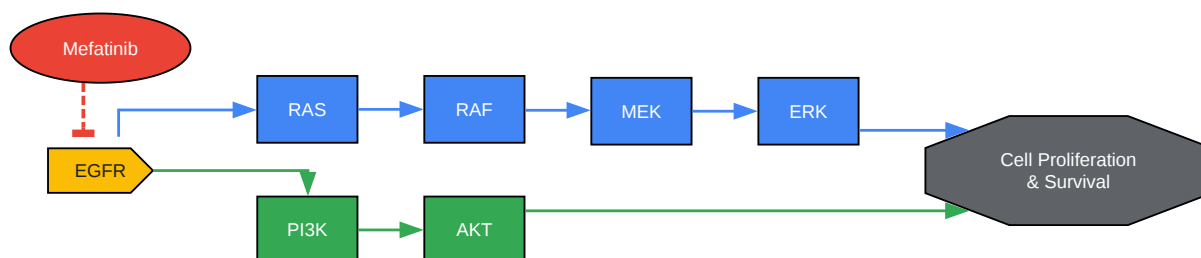 Mefatinib
RAS
RAF
MEK
ERK
Cell Proliferation
& Survival
EGFR
PI3K
AKT